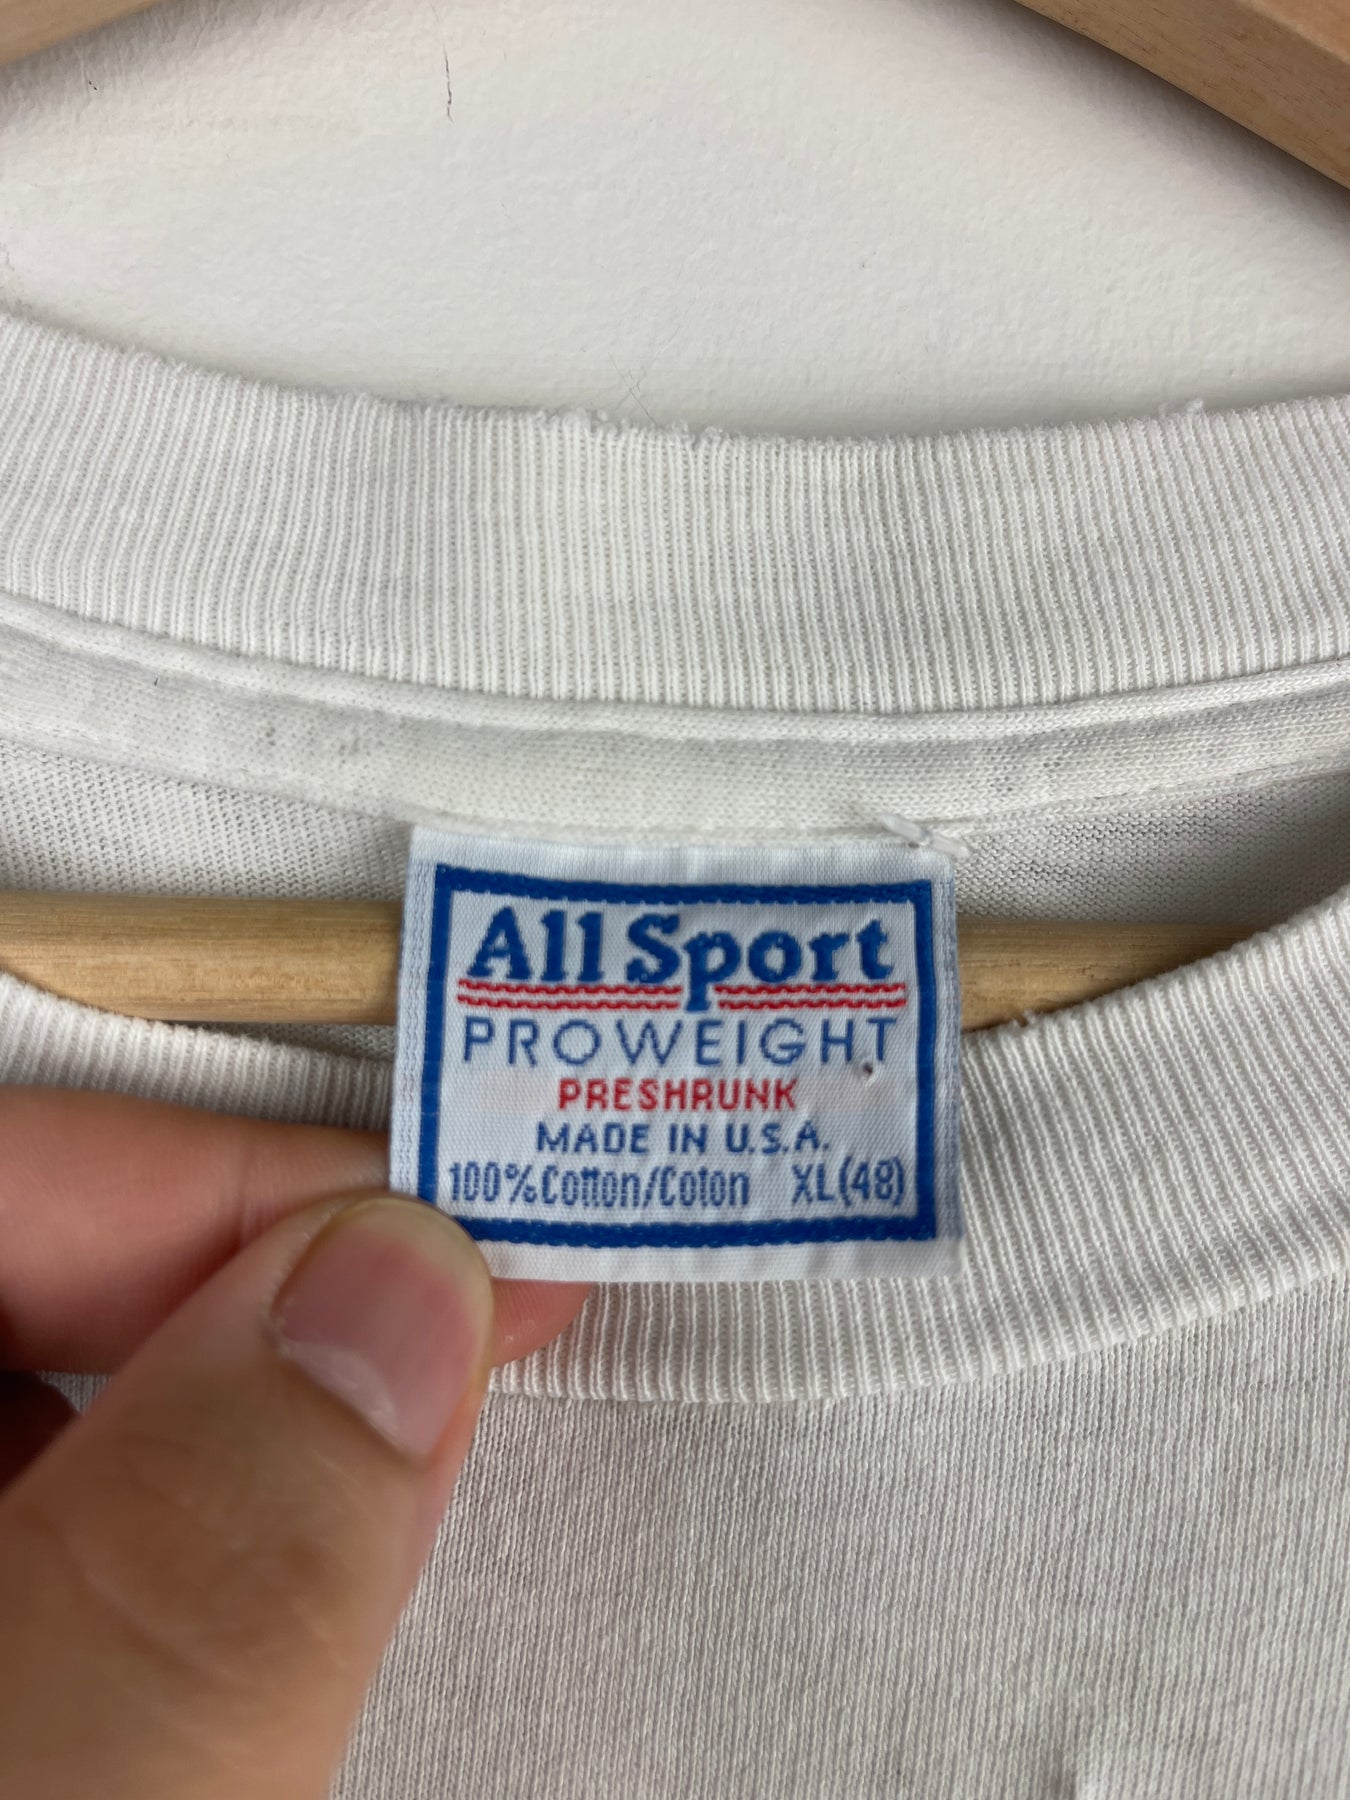 All Sport
PROWEIGHT
PRESHRUNK
MADE IN U.S.A.
100% Cotton/Coton XL(48)